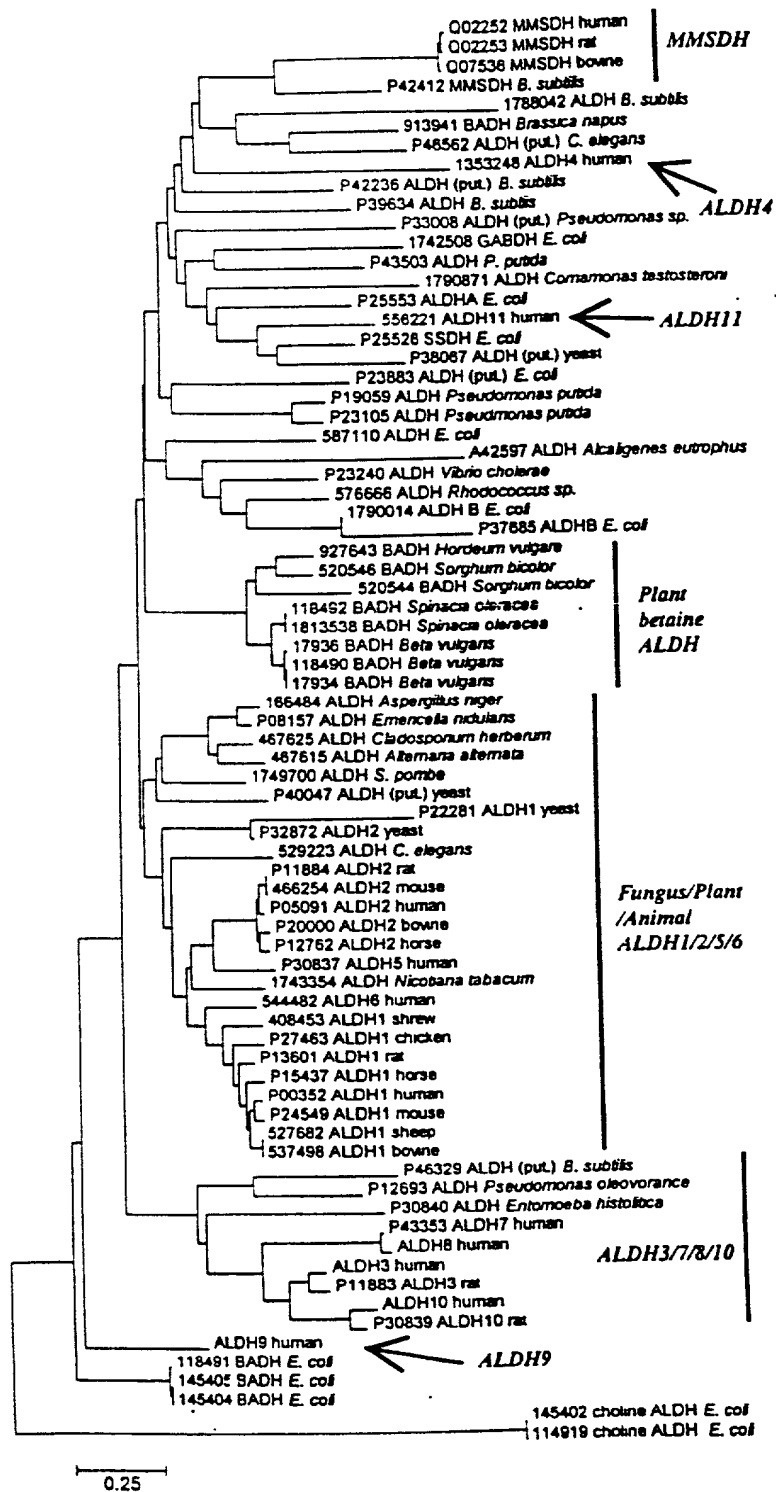 Q02252 MMSDH human
Q02253 MMSDH rat
Q07538 MMSDH bovine
MMSDH
P42412 MMSDH B. subtilis
1788042 ALDH B. subtilis
913941 BADH Brassica napus
P46562 ALDH (put.) C. elegans
1353248 ALDH4 human
P42236 ALDH (put.) B. subtilis
ALDH4
P39634 ALDH B. subtilis
P33008 ALDH (put.) Pseudomonas sp.
1742508 GABDH E. coli
P43503 ALDH P. putida
1790871 ALDH Comamonas testosteroni
P25553 ALDHA E. coli
556221 ALDH11 human
ALDH11
P25526 SSDH E. coli
P38067 ALDH (put.) yeast
P23883 ALDH (put.) E. coli
P19059 ALDH Pseudomonas putida
P23105 ALDH Pseudmonas putida
587110 ALDH E. coli
A42597 ALDH Alcaligenes eutrophus
P23240 ALDH Vibrio cholerae
576666 ALDH Rhodococcus sp.
1790014 ALDH B E. coli
P37685 ALDHB E. coli
927643 BADH Hordeum vulgare
520546 BADH Sorghum bicolor
520544 BADH Sorghum bicolor
118492 BADH Spinacia oleracea
1813538 BADH Spinacia oleracea
17936 BADH Beta vulgaris
118490 BADH Beta vulgaris
17934 BADH Beta vulgaris
Plant
betaine
ALDH
166484 ALDH Aspergillus niger
P08157 ALDH Emericella nidulans
467625 ALDH Cladosporium herberum
467615 ALDH Alternaria alternata
1749700 ALDH S. pombe
P40047 ALDH (put.) yeast
P22281 ALDH1 yeast
P32872 ALDH2 yeast
529223 ALDH C. elegans
P11884 ALDH2 rat
466254 ALDH2 mouse
P05091 ALDH2 human
P20000 ALDH2 bovine
P12762 ALDH2 horse
P30837 ALDH5 human
1743354 ALDH Nicotiana tabacum
544482 ALDH6 human
408453 ALDH1 shrew
P27463 ALDH1 chicken
P13601 ALDH1 rat
P15437 ALDH1 horse
P00352 ALDH1 human
P24549 ALDH1 mouse
527682 ALDH1 sheep
537498 ALDH1 bovine
Fungus/Plant
/Animal
ALDH1/2/5/6
P46329 ALDH (put.) B. subtilis
P12693 ALDH Pseudomonas oleovorance
P30840 ALDH Entomoeba histolitica
P43353 ALDH7 human
ALDH8 human
ALDH3 human
P11883 ALDH3 rat
ALDH10 human
P30839 ALDH10 rat
ALDH3/7/8/10
ALDH9 human
ALDH9
118491 BADH E. coli
145405 BADH E. coli
145404 BADH E. coli
145402 choline ALDH E. coli
114919 choline ALDH E. coli
0.25